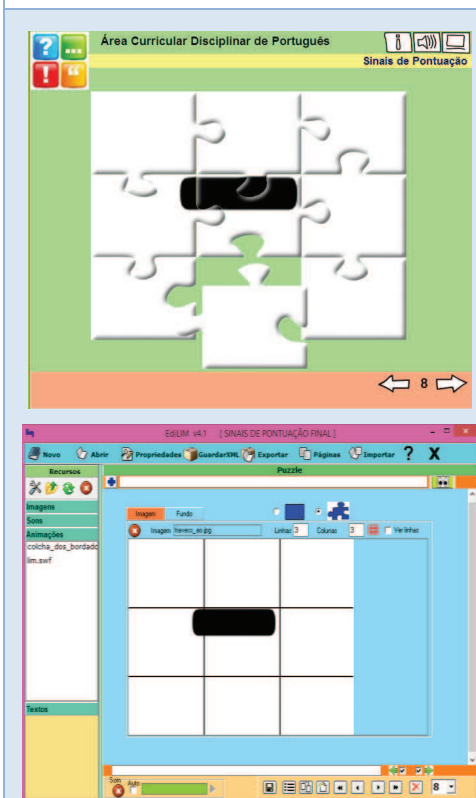 Área Curricular Disciplinar de Português
Sinais de Pontuação
8
EdiLIM v4.1 [ SINAIS DE PONTUAÇÃO FINAL ]
Novo Abrir Propriedades GuardarXML Exportar Páginas Importar ? X
Recursos
Puzzle
Imagens
Sons
Animações
colcha_dos_bordado
lim.swf
Imagem Fundo
Imagem Linhas 3 Colunas 3 Ver linhas
Textos
Som Auto
8